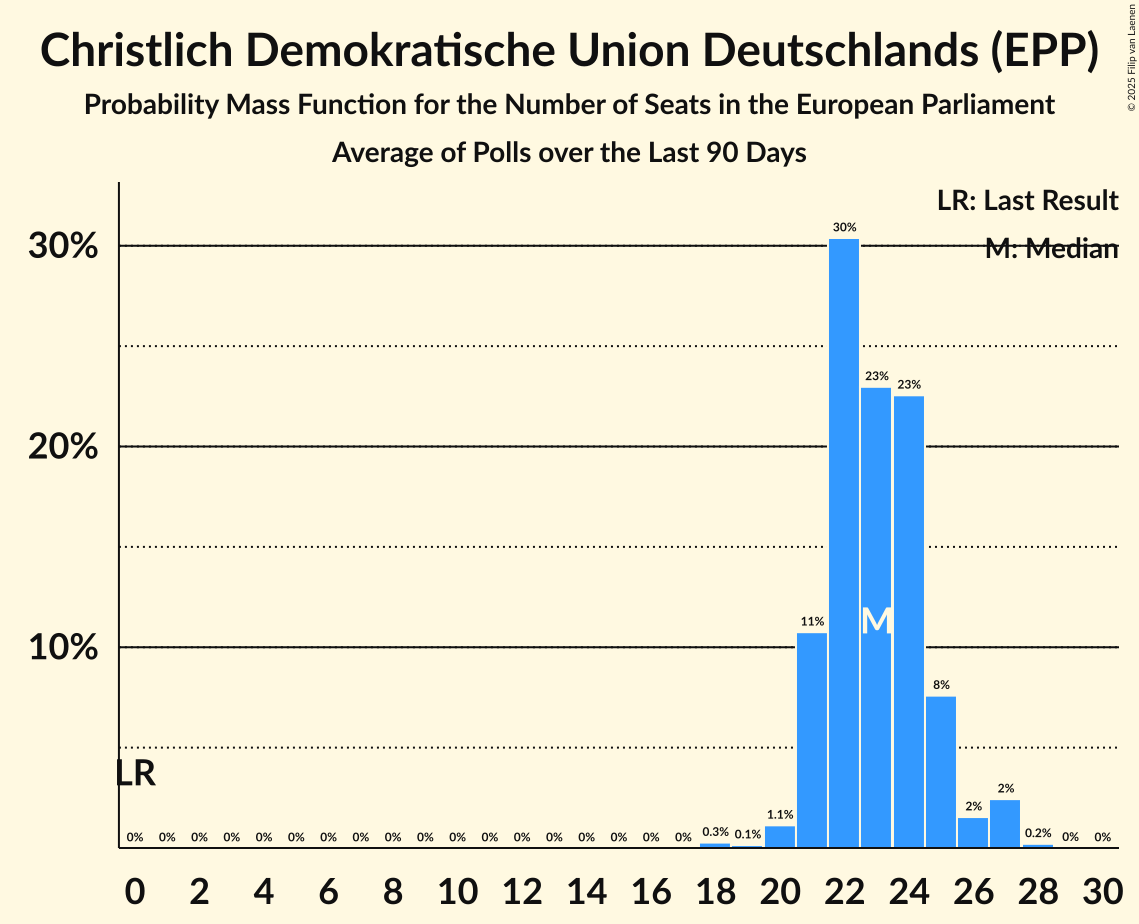 Christlich Demokratische Union Deutschlands (EPP)
Probability Mass Function for the Number of Seats in the European Parliament
Average of Polls over the Last 90 Days
© 2025 Filip van Laenen
LR: Last Result
M: Median
30%
20%
10%
30%
23%
23%
11%
M
8%
LR
0% 0% 0% 0% 0% 0% 0% 0% 0% 0% 0% 0% 0% 0% 0% 0% 0% 0% 0.3% 0.1% 1.1% 2% 2% 0.2% 0% 0%
0 2 4 6 8 10 12 14 16 18 20 22 24 26 28 30